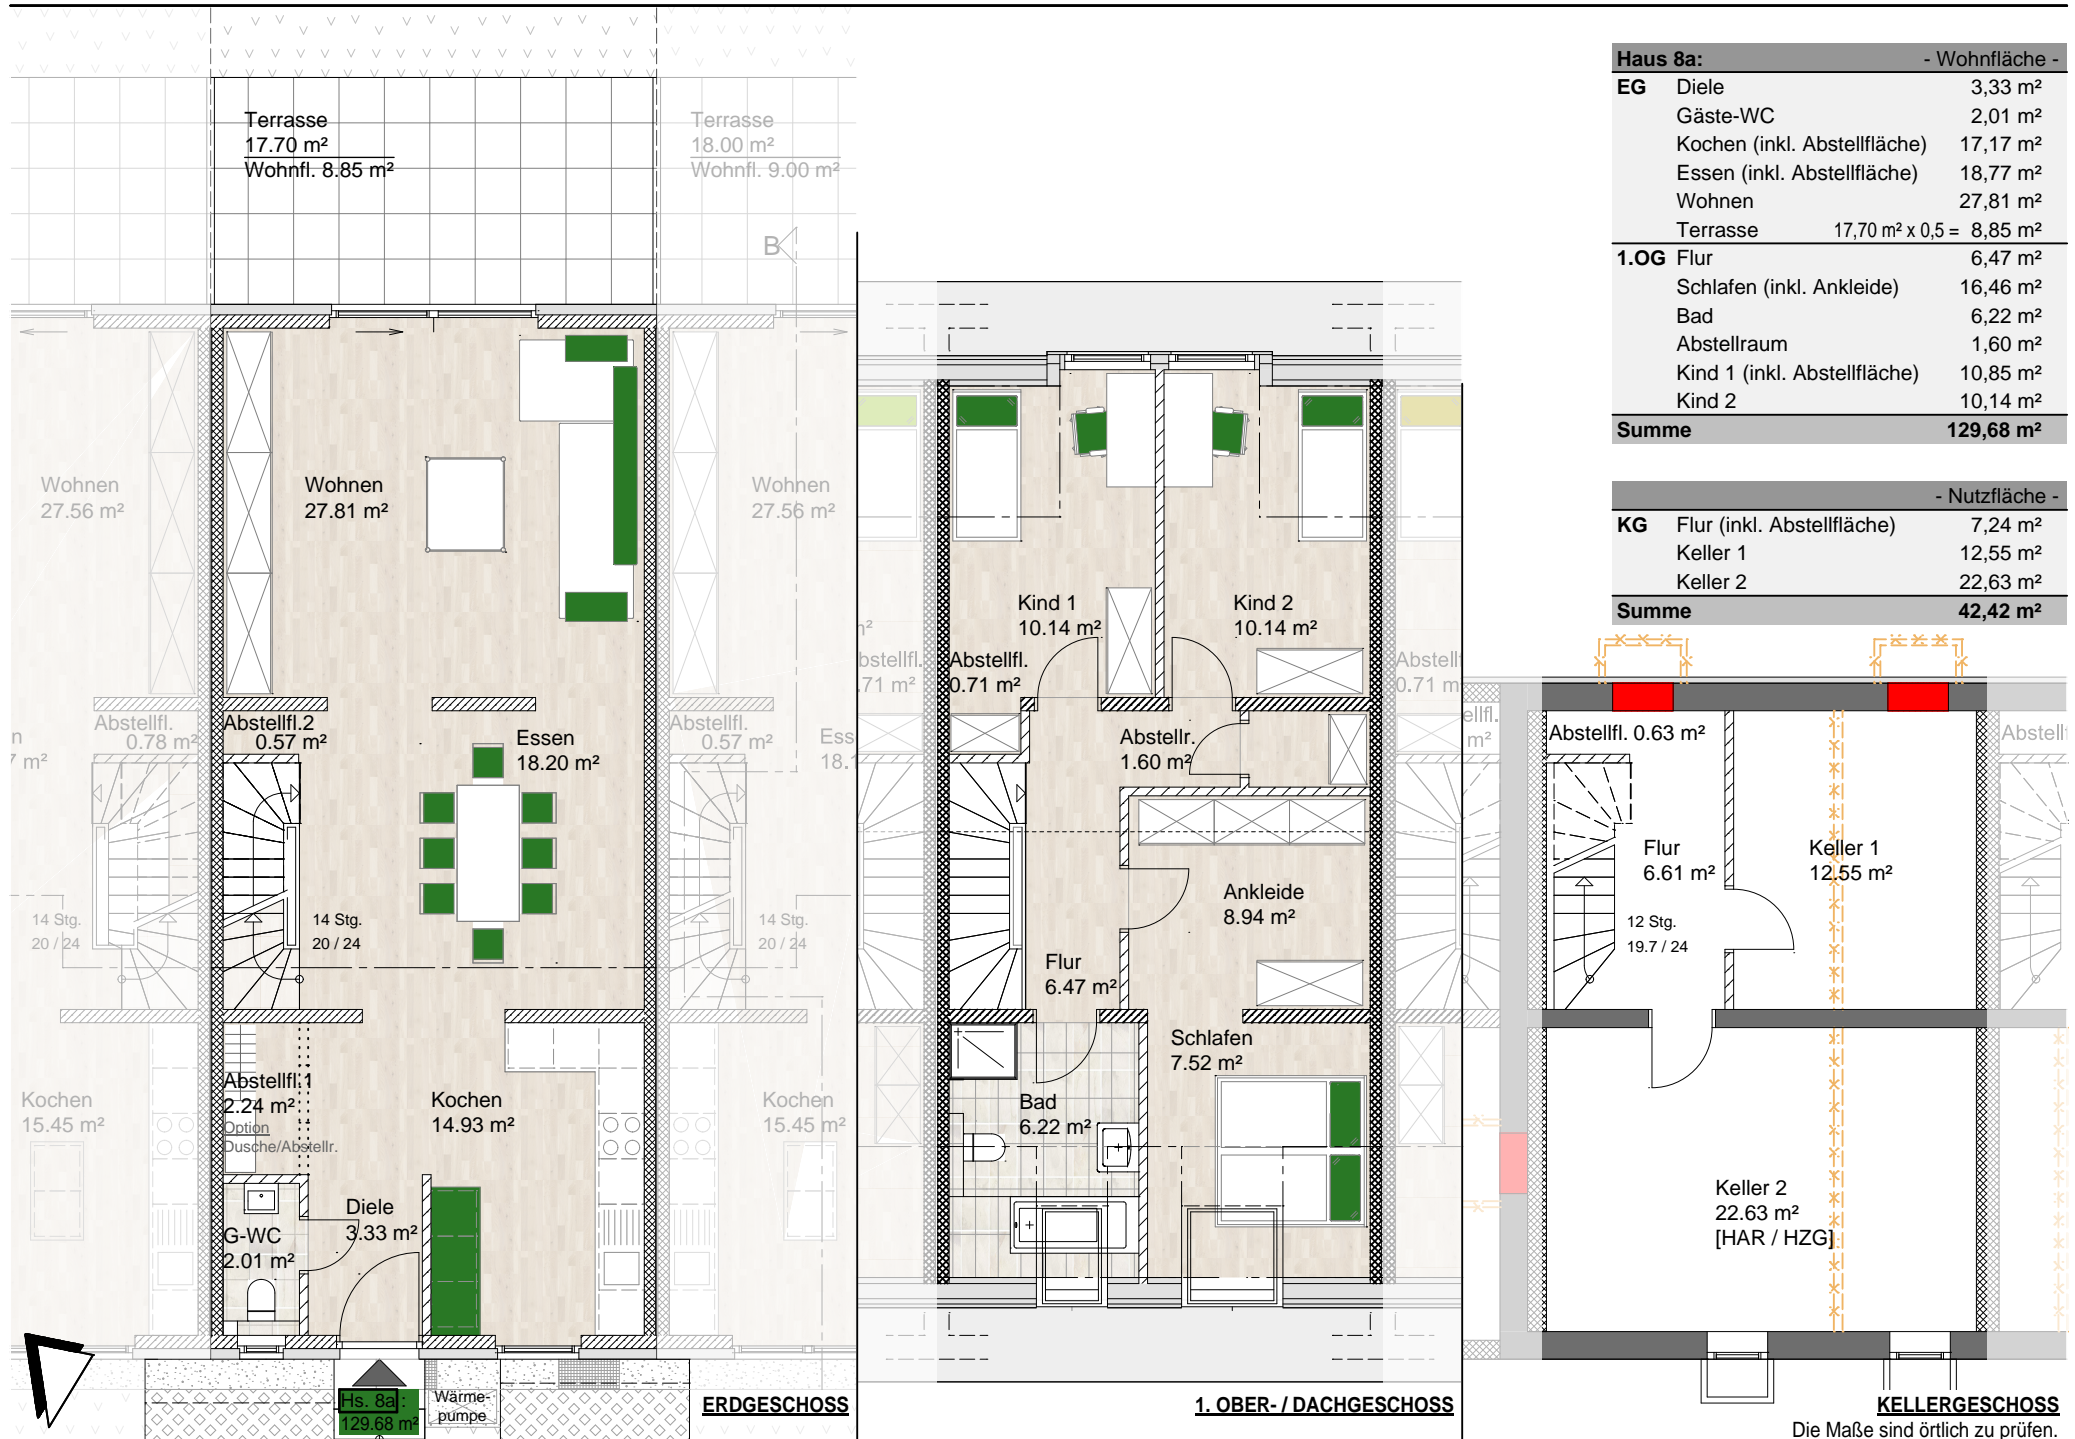 Terrasse
17.70 m²
Wohnfl. 8.85 m²
Terrasse
18.00 m²
Wohnfl. 9.00 m²
B
Wohnen
27.56 m²
Wohnen
27.81 m²
Wohnen
27.56 m²
Abstellfl.
0.78 m²
Abstellfl.2
0.57 m²
Essen
18.20 m²
Abstellfl.
0.57 m²
14 Stg.
20 / 24
14 Stg.
20 / 24
14 Stg.
20 / 24
Kochen
15.45 m²
Abstellfl.1
2.24 m²
Option
Dusche/Abstellr.
Kochen
14.93 m²
Kochen
15.45 m²
Diele
3.33 m²
G-WC
2.01 m²
Hs. 8a :
129.68 m²
Wärme-
pumpe
ERDGESCHOSS
Kind 1
10.14 m²
Kind 2
10.14 m²
Abstellfl.
0.71 m²
Abstellr.
1.60 m²
Ankleide
8.94 m²
Flur
6.47 m²
Schlafen
7.52 m²
Bad
6.22 m²
1. OBER- / DACHGESCHOSS
Haus 8a: - Wohnfläche -
EG Diele 3,33 m²
Gäste-WC 2,01 m²
Kochen (inkl. Abstellfläche) 17,17 m²
Essen (inkl. Abstellfläche) 18,77 m²
Wohnen 27,81 m²
Terrasse 17,70 m² x 0,5 = 8,85 m²
1.OG Flur 6,47 m²
Schlafen (inkl. Ankleide) 16,46 m²
Bad 6,22 m²
Abstellraum 1,60 m²
Kind 1 (inkl. Abstellfläche) 10,85 m²
Kind 2 10,14 m²
Summe 129,68 m²
- Nutzfläche -
KG Flur (inkl. Abstellfläche) 7,24 m²
Keller 1 12,55 m²
Keller 2 22,63 m²
Summe 42,42 m²
Abstellfl. 0.63 m²
Flur
6.61 m²
12 Stg.
19.7 / 24
Keller 1
12.55 m²
Keller 2
22.63 m²
[HAR / HZG]
KELLERGESCHOSS
Die Maße sind örtlich zu prüfen.